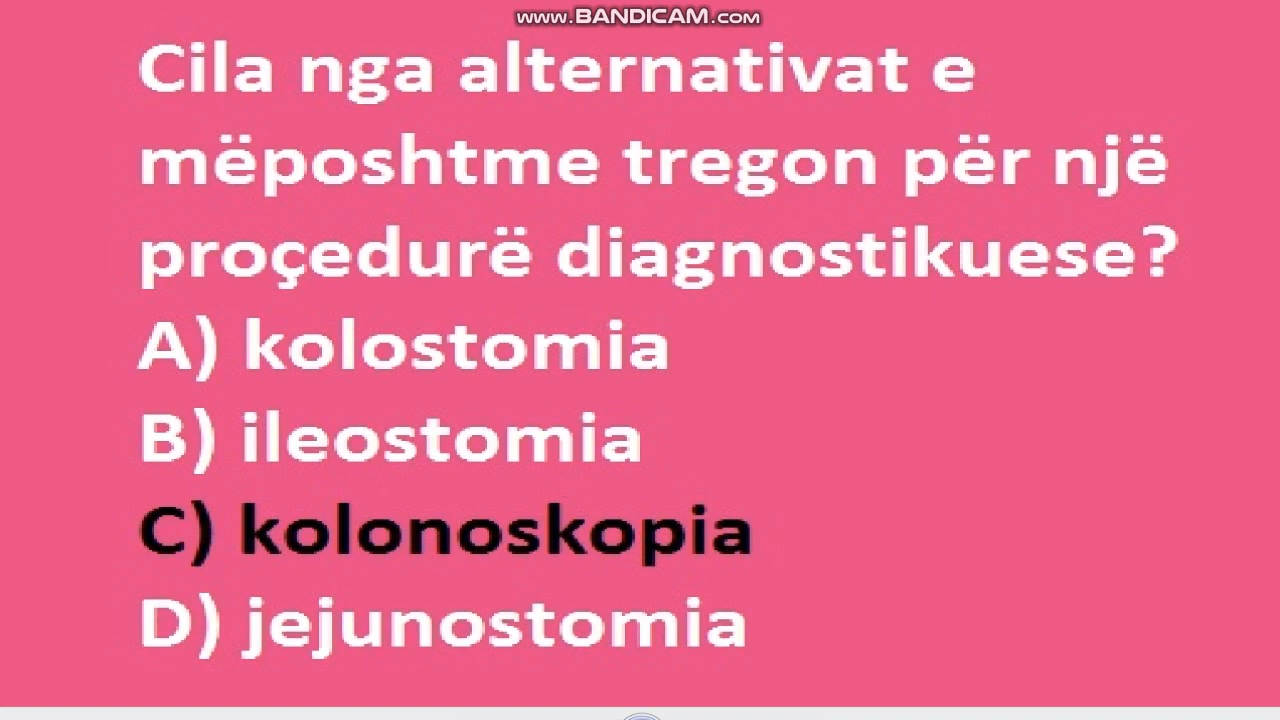 www.BANDICAM.com
Cila nga alternativat e
mëposhtme tregon për një
proçedurë diagnostikuese?
A) kolostomia
B) ileostomia
C) kolonoskopia
D) jejunostomia